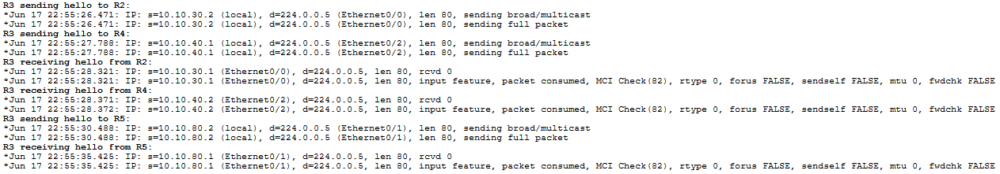 R3 sending hello to R2:
*Jun 17 22:55:26.471: IP: s=10.10.30.2 (local), d=224.0.0.5 (Ethernet0/0), len 80, sending broad/multicast
*Jun 17 22:55:26.471: IP: s=10.10.30.2 (local), d=224.0.0.5 (Ethernet0/0), len 80, sending full packet
R3 sending hello to R4:
*Jun 17 22:55:27.788: IP: s=10.10.40.1 (local), d=224.0.0.5 (Ethernet0/2), len 80, sending broad/multicast
*Jun 17 22:55:27.788: IP: s=10.10.40.1 (local), d=224.0.0.5 (Ethernet0/2), len 80, sending full packet
R3 receiving hello from R2:
*Jun 17 22:55:28.321: IP: s=10.10.30.1 (Ethernet0/0), d=224.0.0.5, len 80, rcvd 0
*Jun 17 22:55:28.321: IP: s=10.10.30.1 (Ethernet0/0), d=224.0.0.5, len 80, input feature, packet consumed, MCI Check(82), rtype 0, forus FALSE, sendself FALSE, mtu 0, fwdchk FALSE
R3 receiving hello from R4:
*Jun 17 22:55:28.371: IP: s=10.10.40.2 (Ethernet0/2), d=224.0.0.5, len 80, rcvd 0
*Jun 17 22:55:28.372: IP: s=10.10.40.2 (Ethernet0/2), d=224.0.0.5, len 80, input feature, packet consumed, MCI Check(82), rtype 0, forus FALSE, sendself FALSE, mtu 0, fwdchk FALSE
R3 sending hello to R5:
*Jun 17 22:55:30.488: IP: s=10.10.80.2 (local), d=224.0.0.5 (Ethernet0/1), len 80, sending broad/multicast
*Jun 17 22:55:30.488: IP: s=10.10.80.2 (local), d=224.0.0.5 (Ethernet0/1), len 80, sending full packet
R3 receiving hello from R5:
*Jun 17 22:55:35.425: IP: s=10.10.80.1 (Ethernet0/1), d=224.0.0.5, len 80, rcvd 0
*Jun 17 22:55:35.425: IP: s=10.10.80.1 (Ethernet0/1), d=224.0.0.5, len 80, input feature, packet consumed, MCI Check(82), rtype 0, forus FALSE, sendself FALSE, mtu 0, fwdchk FALSE